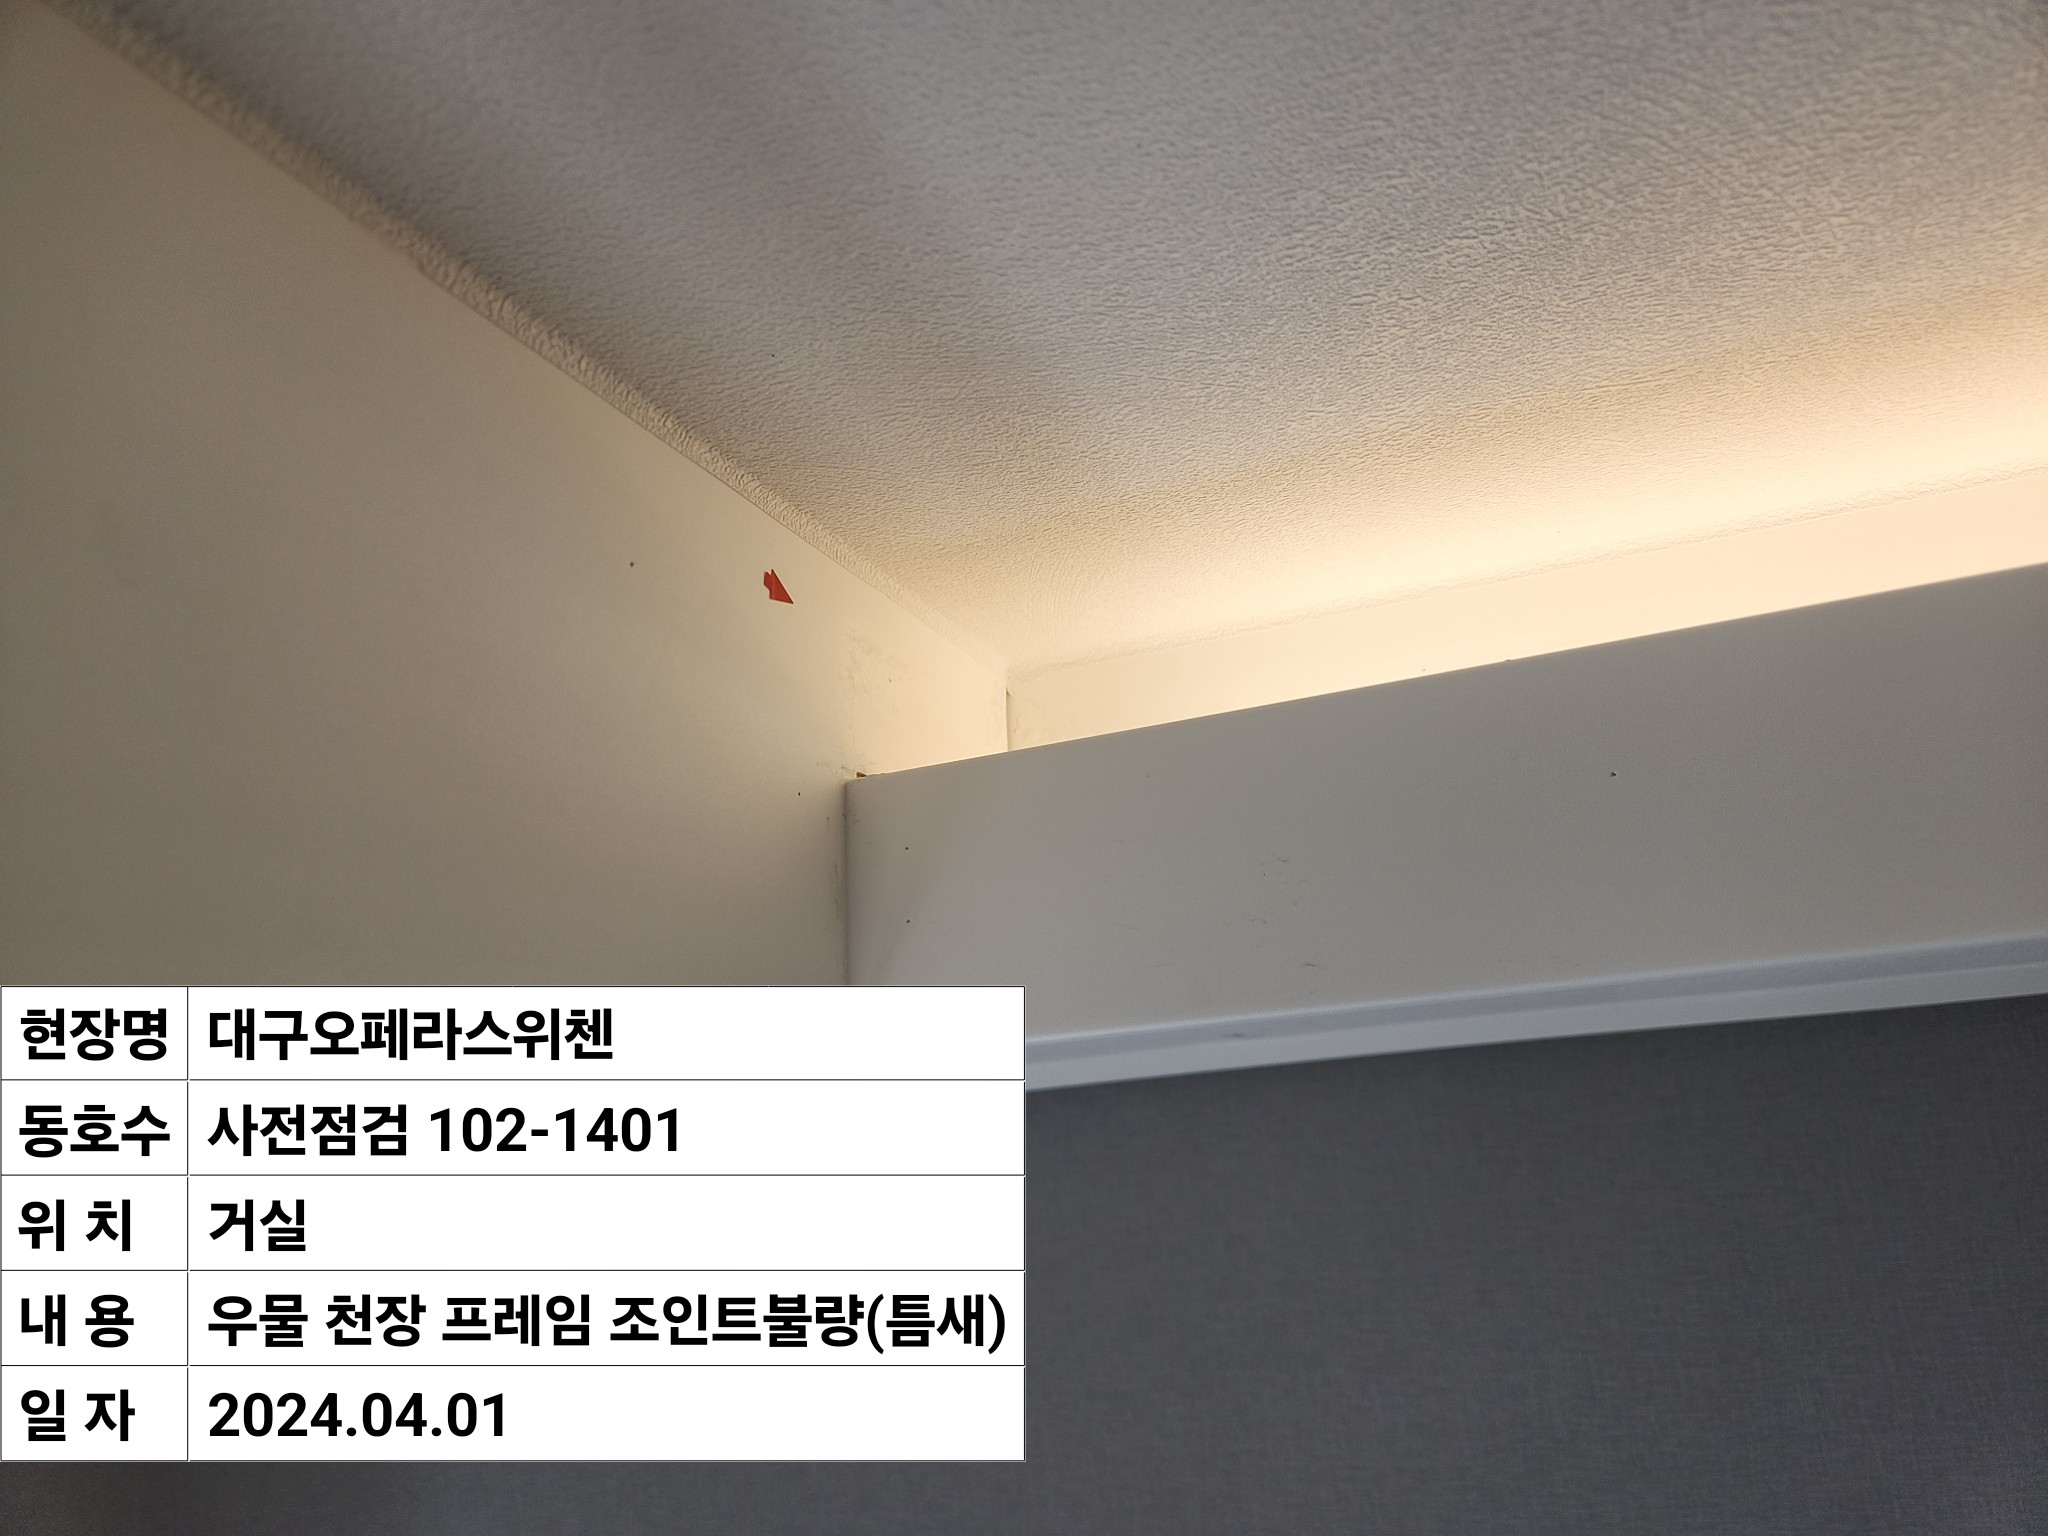 현장명 대구오페라스위첸
동호수 사전점검 102-1401
위 치 거실
내 용 우물 천장 프레임 조인트불량(틈새)
일 자 2024.04.01